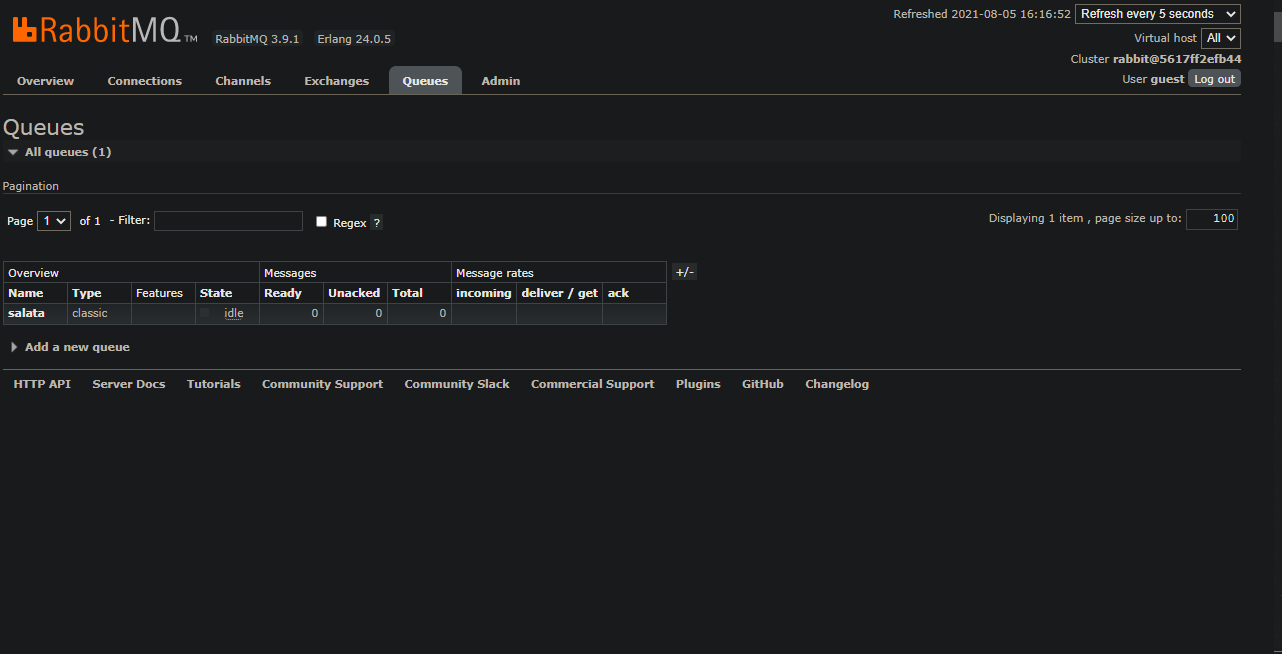 RabbitMQ TM RabbitMQ 3.9.1 Erlang 24.0.5
Refreshed 2021-08-05 16:16:52 Refresh every 5 seconds
Virtual host All
Cluster rabbit@5617ff2efb44
User guest Log out
Overview Connections Channels Exchanges Queues Admin
Queues
All queues (1)
Pagination
Page 1 of 1 - Filter: Regex ? Displaying 1 item , page size up to: 100
Overview Messages Message rates +/-
Name Type Features State Ready Unacked Total incoming deliver / get ack
salata classic idle 0 0 0
Add a new queue
HTTP API Server Docs Tutorials Community Support Community Slack Commercial Support Plugins GitHub Changelog